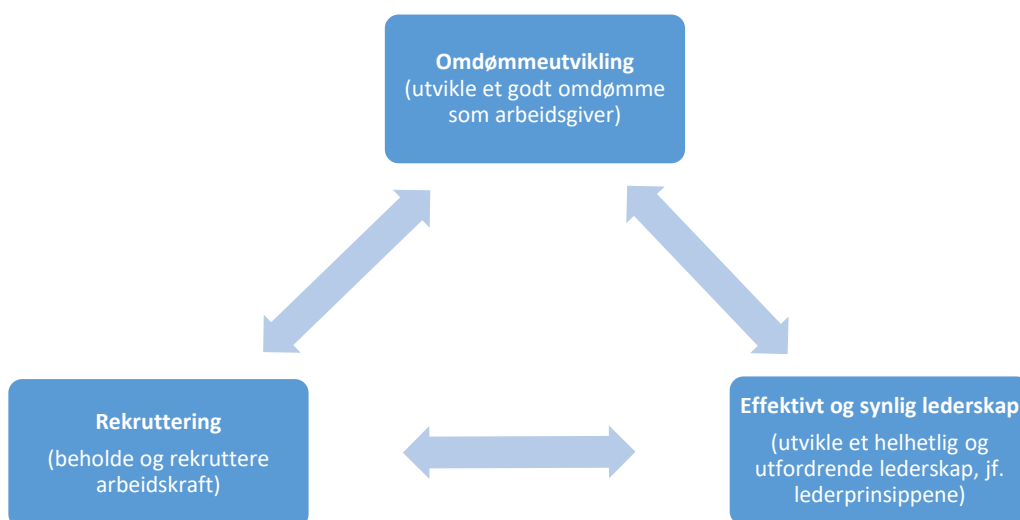 Omdømmeutvikling
(utvikle et godt omdømme
som arbeidsgiver)
Rekruttering
(beholde og rekruttere
arbeidskraft)
Effektivt og synlig lederskap
(utvikle et helhetlig og
utfordrende lederskap, jf.
lederprinsippene)